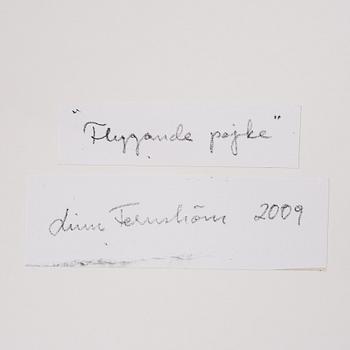 "Flygande pojke"
Linn Fernström 2009